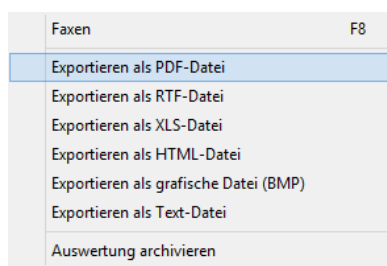 Faxen F8
Exportieren als PDF-Datei
Exportieren als RTF-Datei
Exportieren als XLS-Datei
Exportieren als HTML-Datei
Exportieren als grafische Datei (BMP)
Exportieren als Text-Datei
Auswertung archivieren